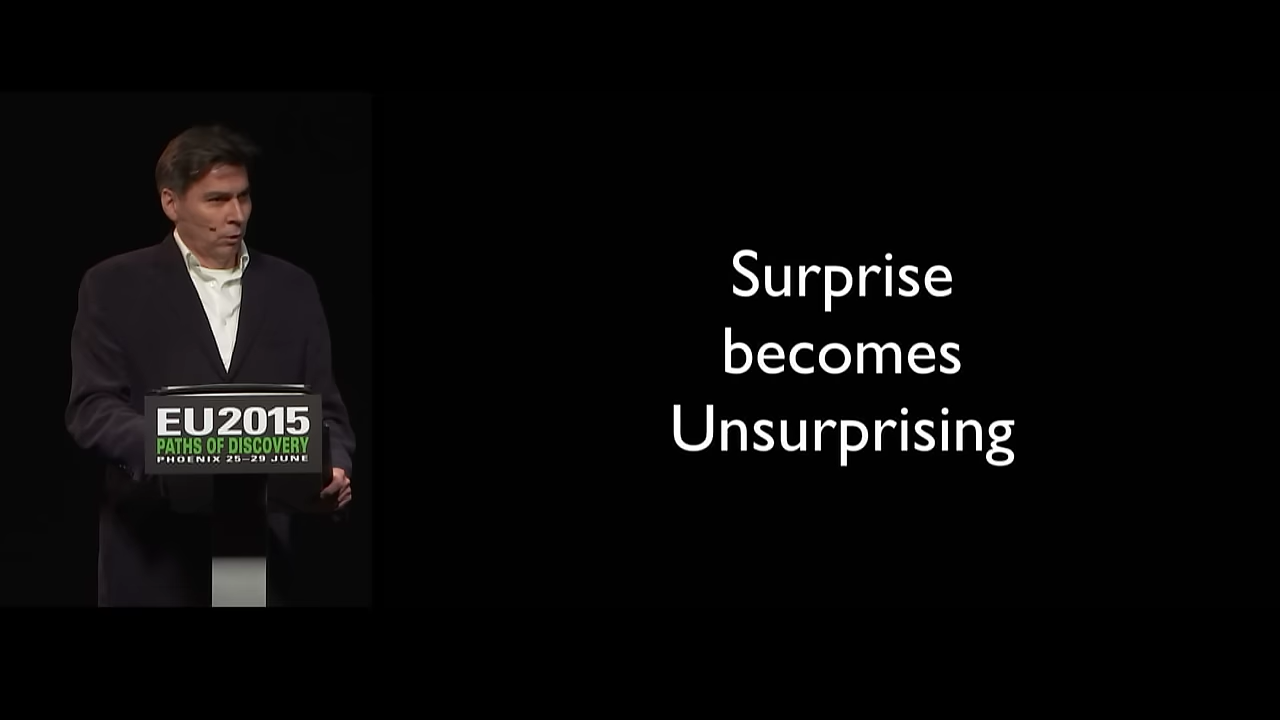 EU2015
PATHS OF DISCOVERY
PHOENIX 25–29 JUNE
Surprise
becomes
Unsurprising